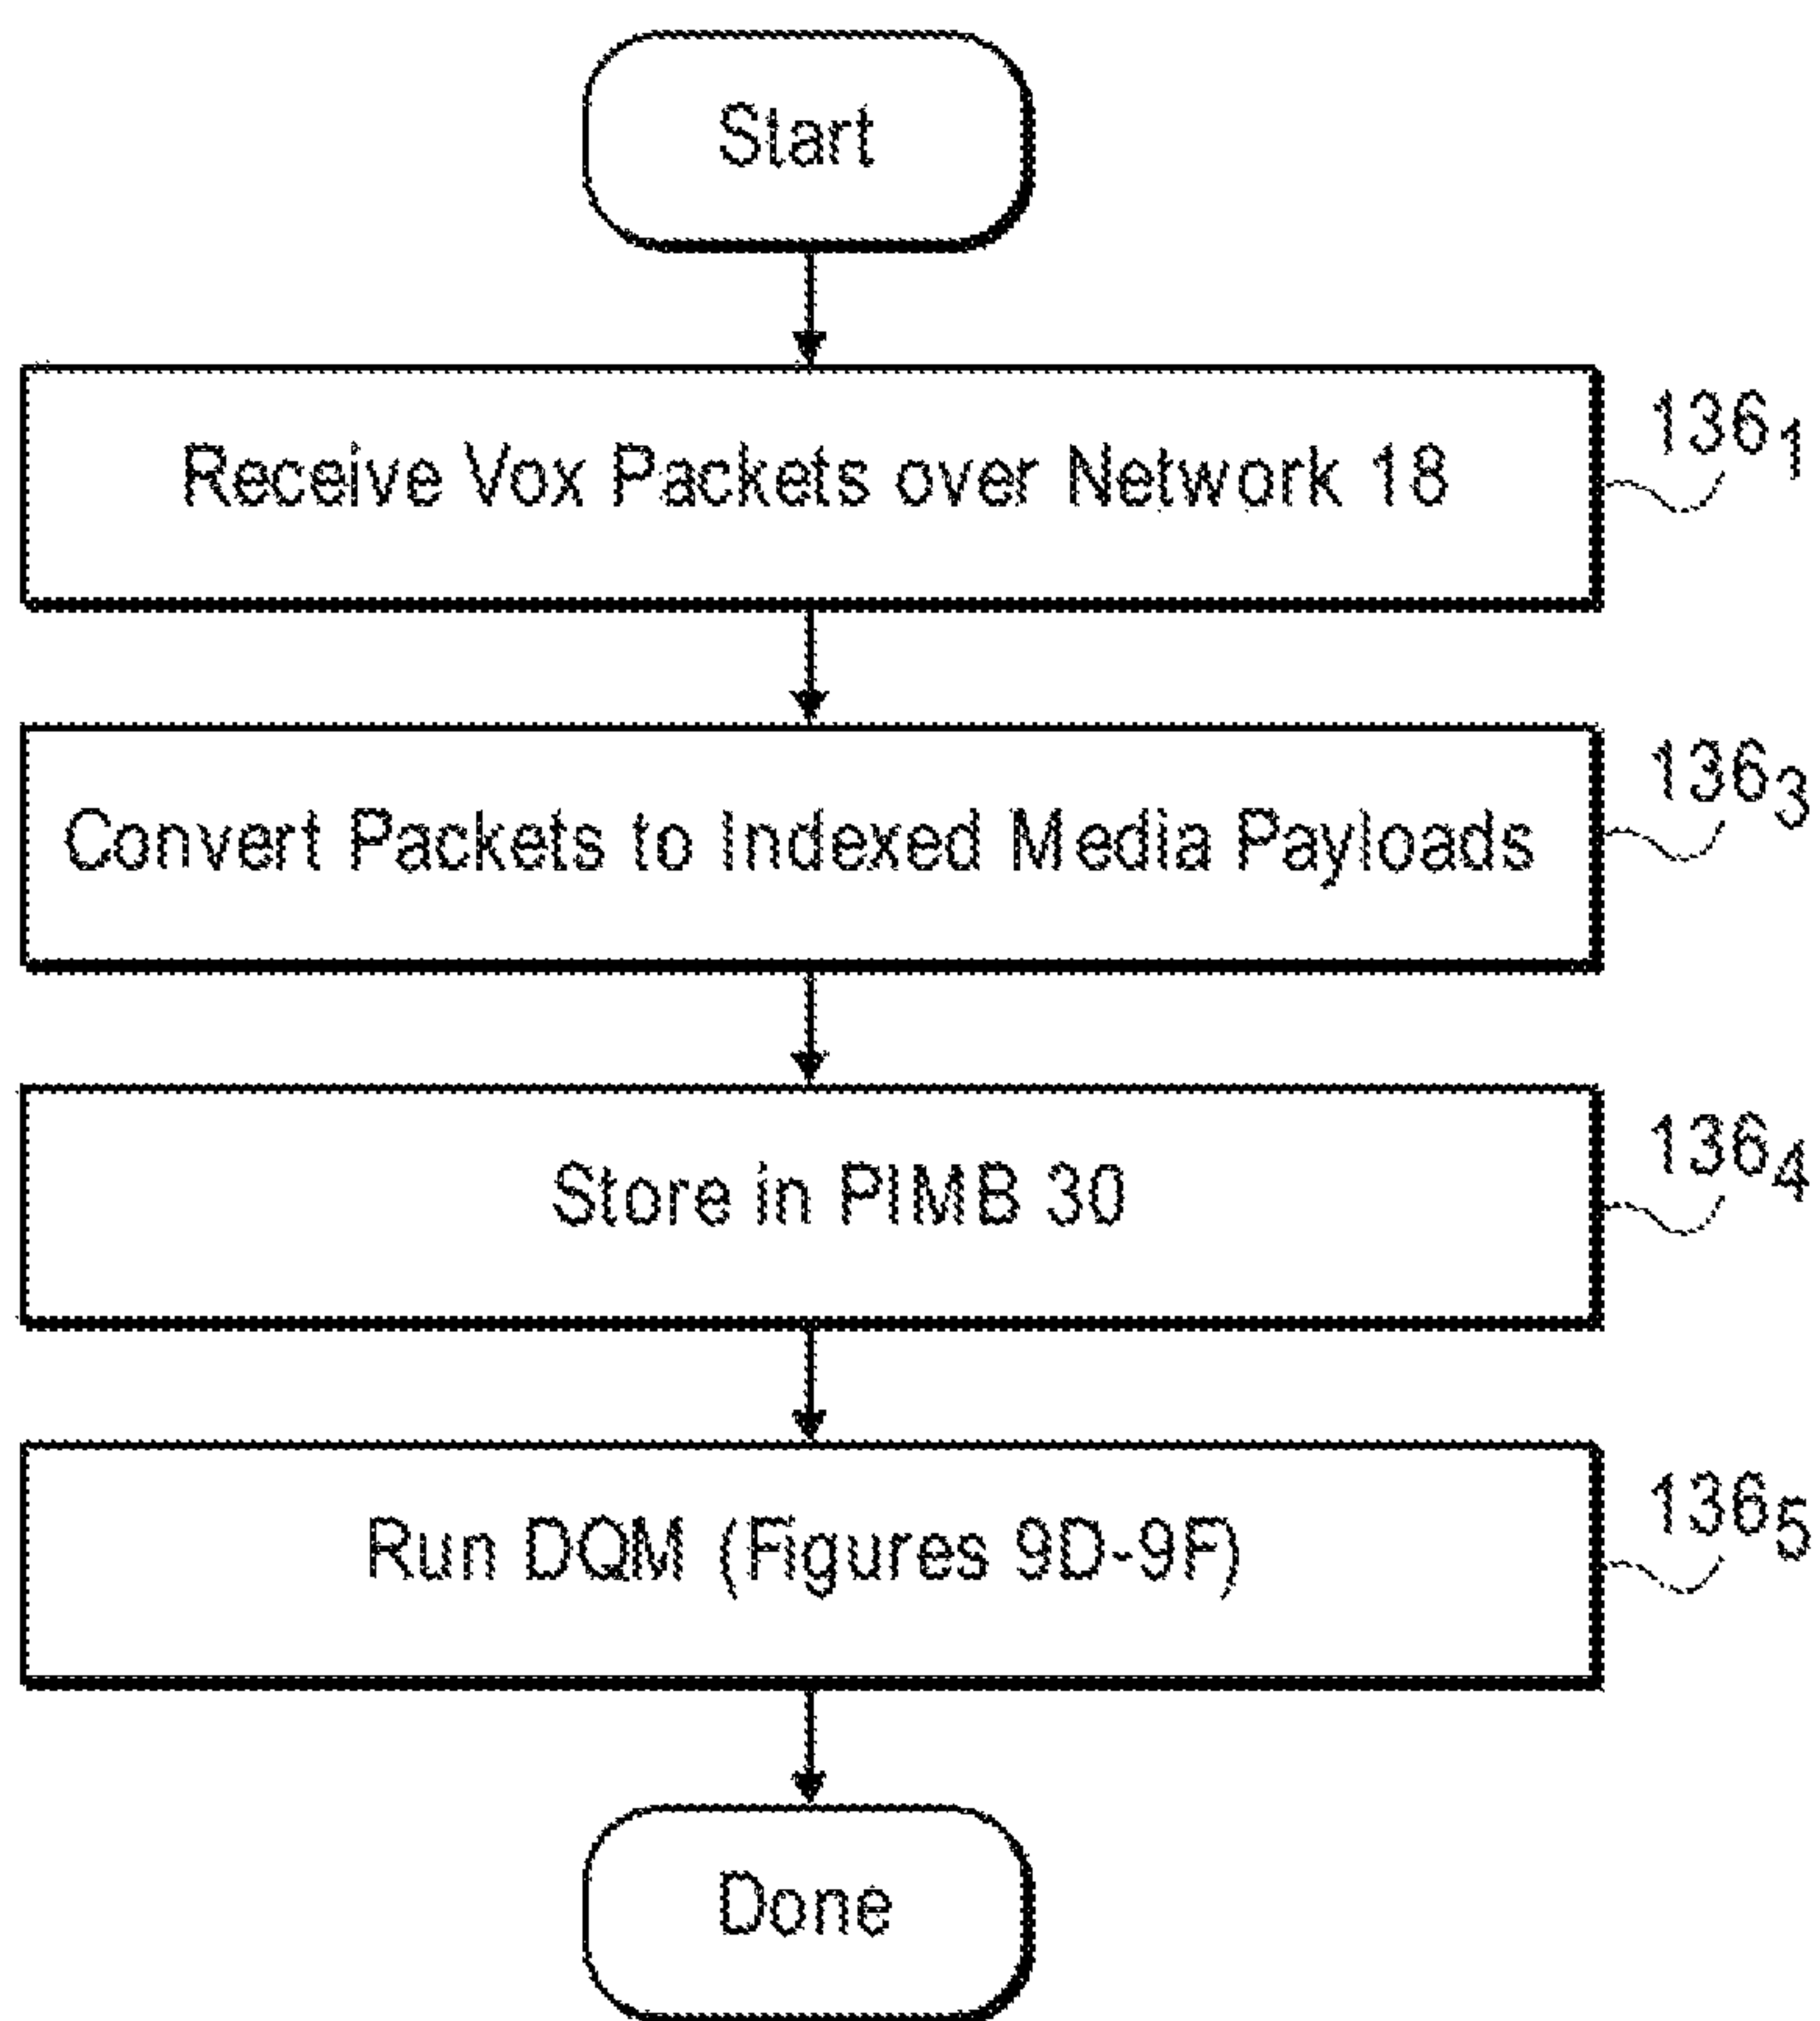 Start
Receive Vox Packets over Network 18
136₁
Convert Packets to Indexed Media Payloads
136₃
Store in PIMB 30
136₄
Run DQM (Figures 9D-9F)
136₅
Done